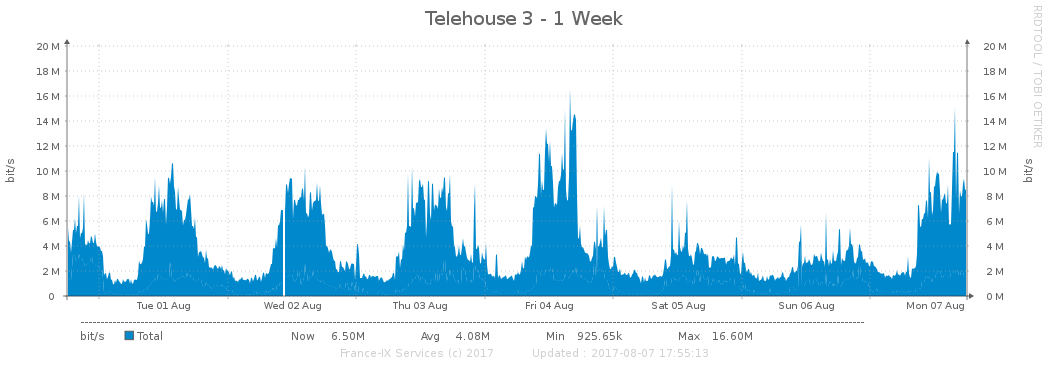 Telehouse 3 - 1 Week
RRDTOOL / TOBI OETIKER
bit/s
20 M 20 M
18 M 18 M
16 M 16 M
14 M 14 M
12 M 12 M
10 M 10 M
8 M 8 M
6 M 6 M
4 M 4 M
2 M 2 M
0 0 M
bit/s
Tue 01 Aug Wed 02 Aug Thu 03 Aug Fri 04 Aug Sat 05 Aug Sun 06 Aug Mon 07 Aug
bit/s Total Now 6.50M Avg 4.08M Min 925.65k Max 16.60M
France-IX Services (c) 2017 Updated : 2017-08-07 17:55:13